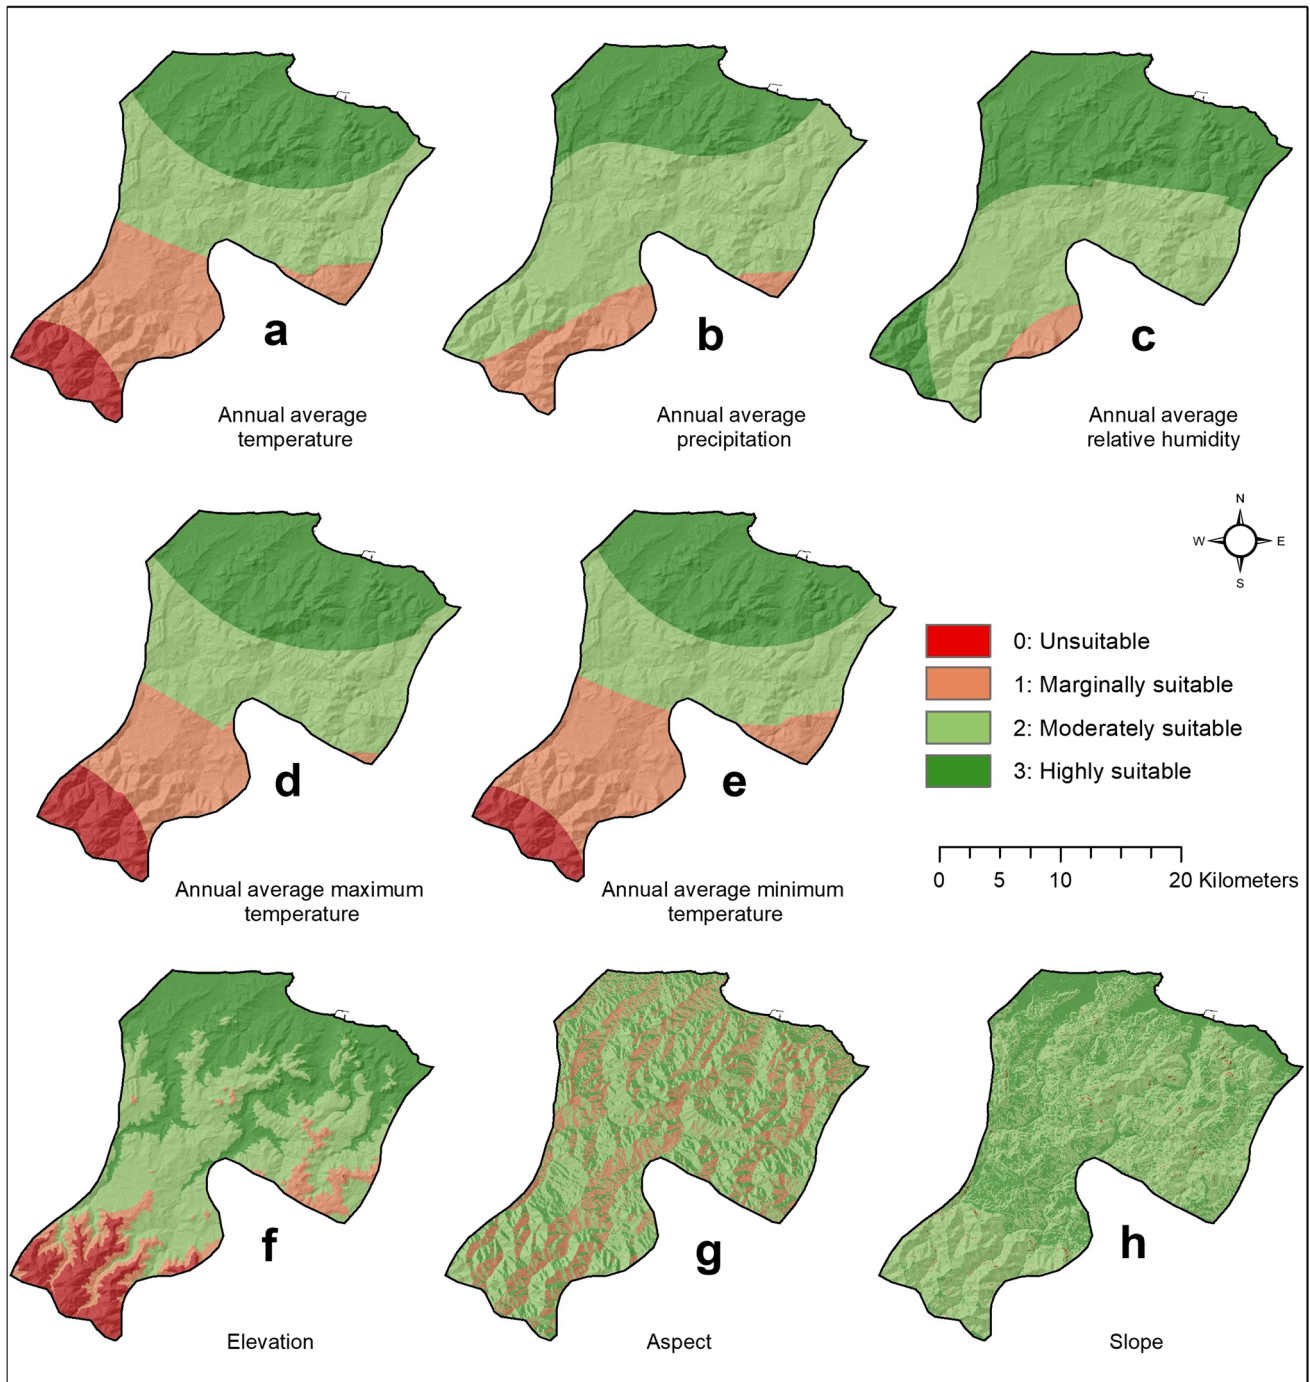 a
b
c
Annual average
temperature
Annual average
precipitation
Annual average
relative humidity
N
W
E
S
0: Unsuitable
1: Marginally suitable
2: Moderately suitable
3: Highly suitable
0 5 10 20 Kilometers
d
e
Annual average maximum
temperature
Annual average minimum
temperature
f
g
h
Elevation
Aspect
Slope